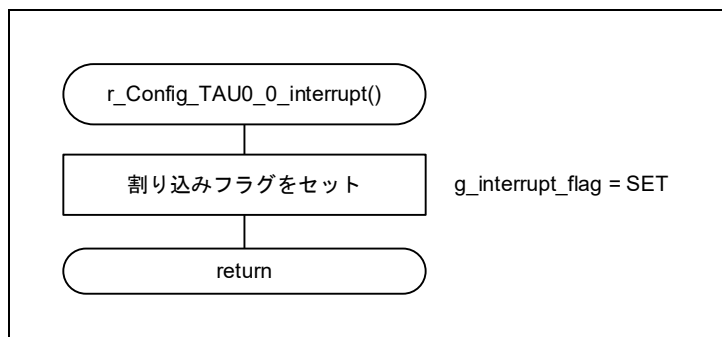 r_Config_TAU0_0_interrupt()
割り込みフラグをセット
g_interrupt_flag = SET
return